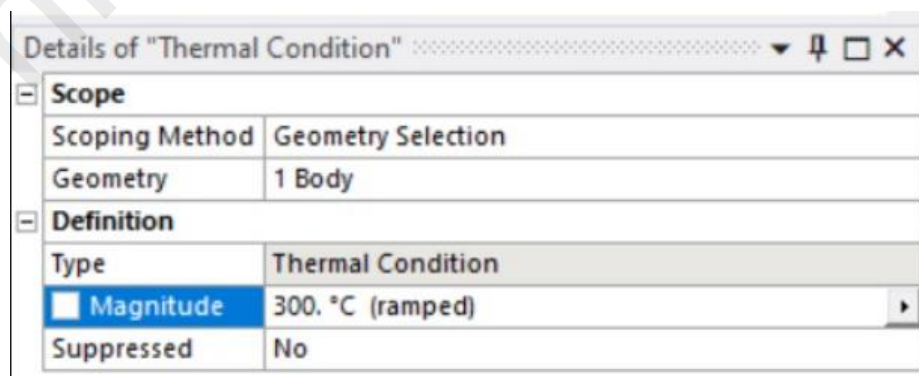 Details of "Thermal Condition"
Scope
Scoping Method Geometry Selection
Geometry 1 Body
Definition
Type Thermal Condition
Magnitude 300. °C (ramped)
Suppressed No